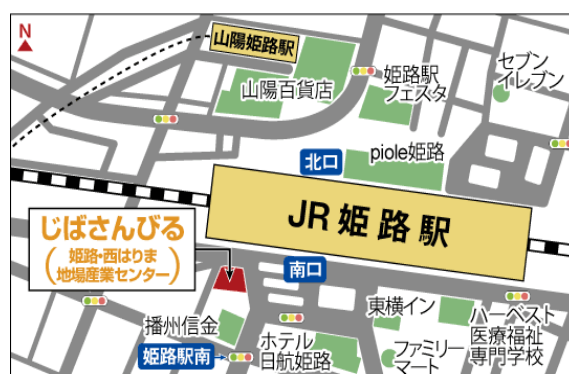 N
山陽姫路駅
山陽百貨店
姫路駅
フェスタ
セブン
イレブン
北口
piole姫路
JR姫路駅
じばさんびる
(姫路・西はりま
地場産業センター)
南口
播州信金
姫路駅南
ホテル
日航姫路
東横イン
ファミリー
マート
ハーベスト
医療福祉
専門学校